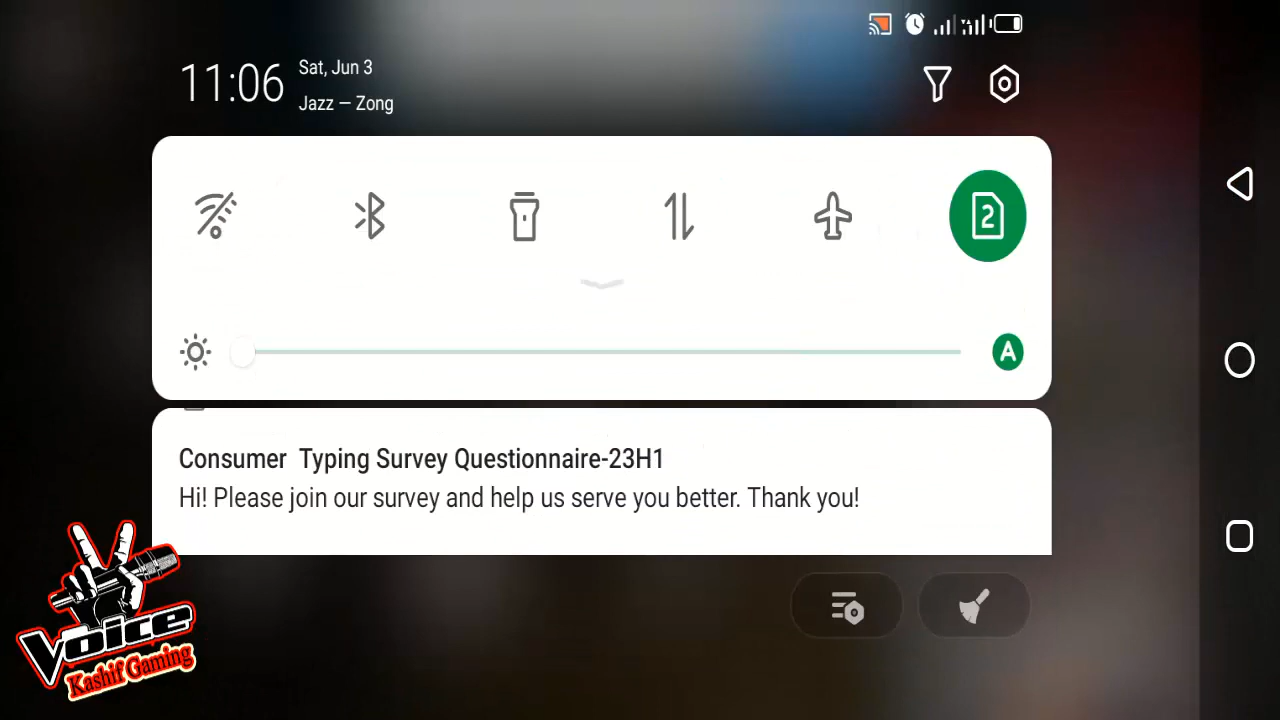 11:06
Sat, Jun 3
Jazz — Zong
2
A
Consumer  Typing Survey Questionnaire-23H1
Hi! Please join our survey and help us serve you better. Thank you!
Voice
Kashif Gaming